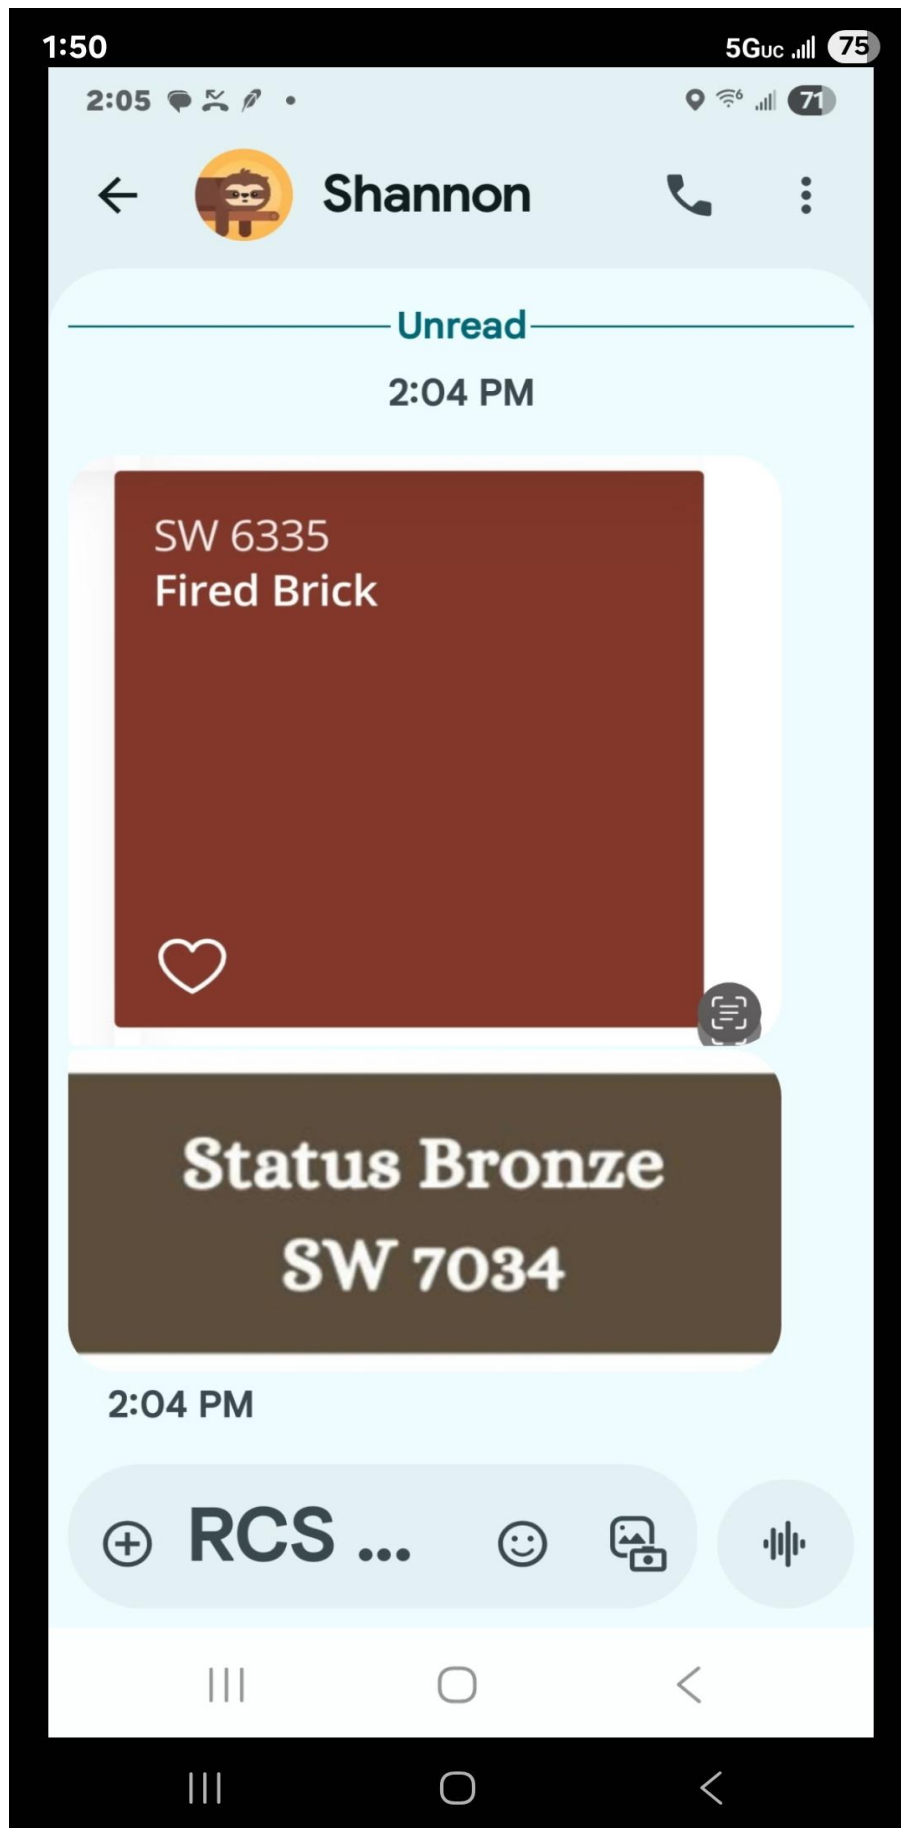 1:50 5GUC 75
2:05 6 71
Shannon
Unread
2:04 PM
SW 6335
Fired Brick
Status Bronze
SW 7034
2:04 PM
RCS ...